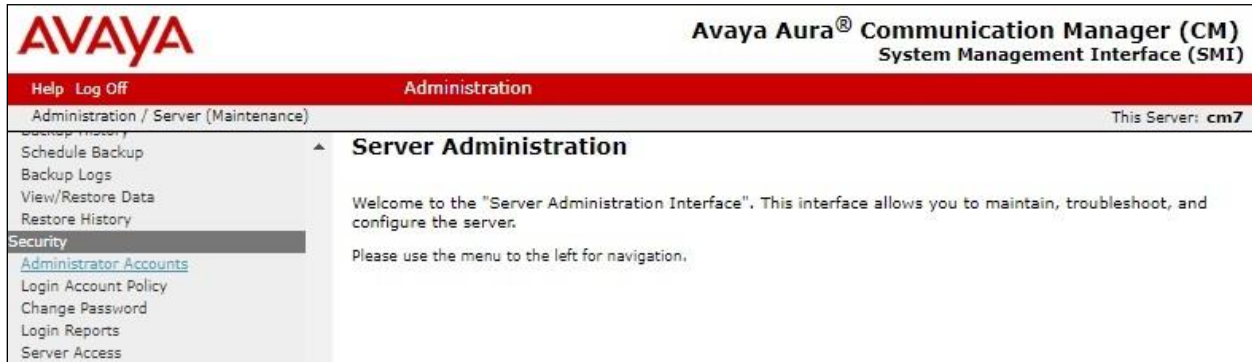 AVAYA
Avaya Aura® Communication Manager (CM)
System Management Interface (SMI)
Help Log Off
Administration
Administration / Server (Maintenance)
This Server: cm7
Backup History
Schedule Backup
Backup Logs
View/Restore Data
Restore History
Security
Administrator Accounts
Login Account Policy
Change Password
Login Reports
Server Access
Server Administration
Welcome to the "Server Administration Interface". This interface allows you to maintain, troubleshoot, and
configure the server.
Please use the menu to the left for navigation.